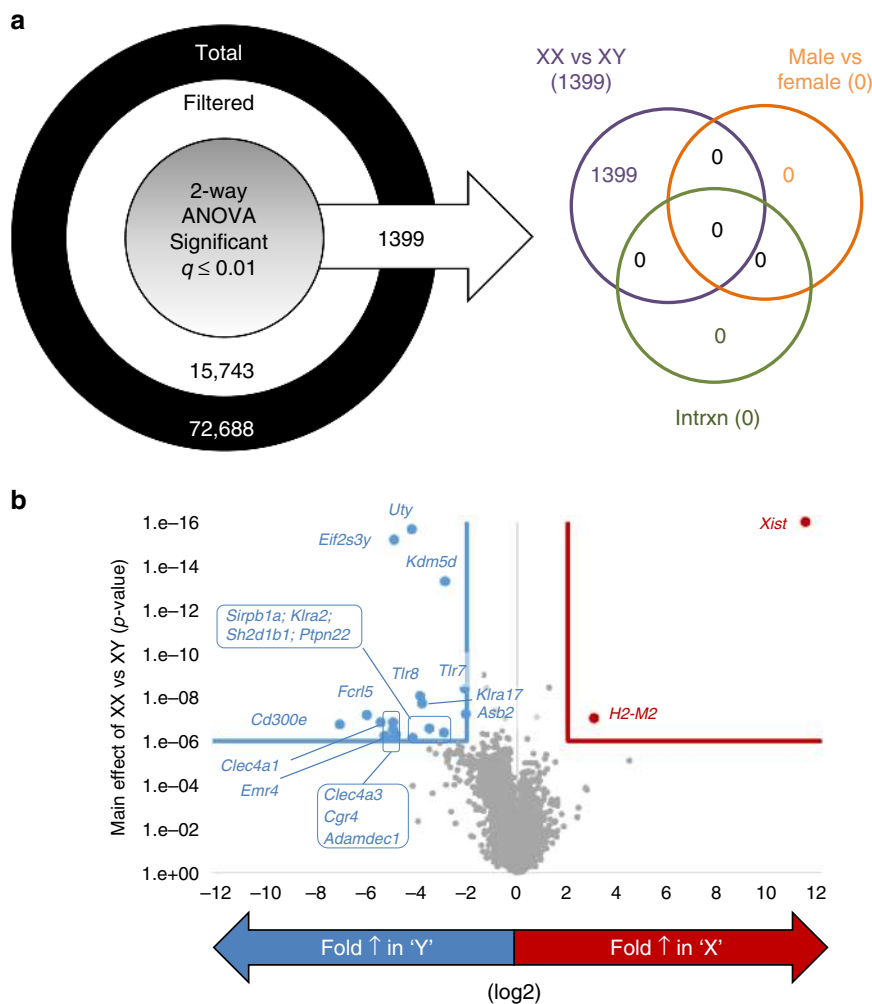 a
Total
Filtered
2-way
ANOVA
Significant
q ≤ 0.01
1399
15,743
72,688
XX vs XY
(1399)
Male vs
female (0)
1399
0
0
0
0
0
0
Intrxn (0)
b
Main effect of XX vs XY (p-value)
1.e–16
1.e–14
1.e–12
1.e–10
1.e–08
1.e–06
1.e–04
1.e–02
1.e+00
Uty
Eif2s3y
Kdm5d
Sirpb1a; Klra2;
Sh2d1b1; Ptpn22
Tlr8
Tlr7
Fcrl5
Klra17
Cd300e
Asb2
Clec4a1
Emr4
Clec4a3
Cgr4
Adamdec1
Xist
H2-M2
–12 –10 –8 –6 –4 –2 0 2 4 6 8 10 12
Fold ↑ in ‘Y’ Fold ↑ in ‘X’
(log2)